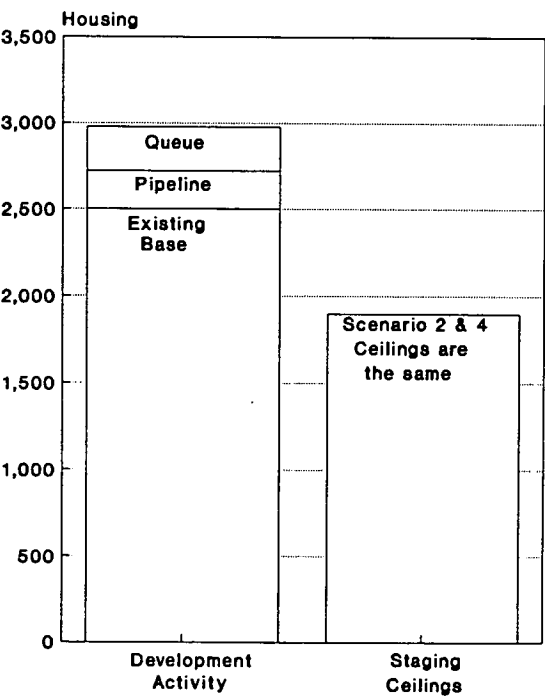 Housing
3,500
3,000
2,500
2,000
1,500
1,000
500
0
Queue
Pipeline
Existing
Base
Scenario 2 & 4
Ceilings are
the same
Development
Activity
Staging
Ceilings